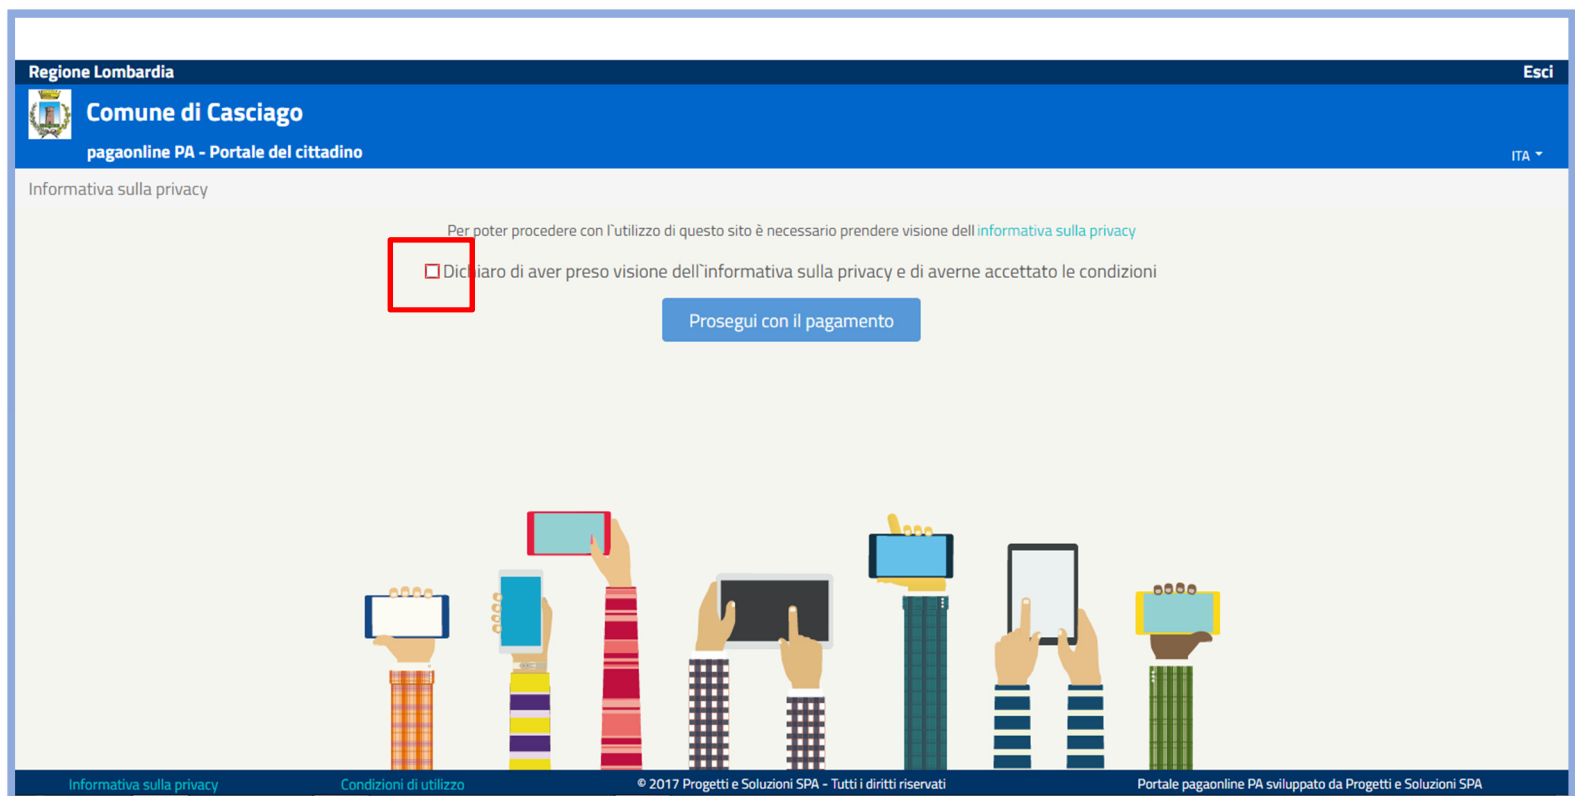 Regione Lombardia
Esci
Comune di Casciago
pagaonline PA - Portale del cittadino
ITA
Informativa sulla privacy
Per poter procedere con l`utilizzo di questo sito è necessario prendere visione dell informativa sulla privacy
Dichiaro di aver preso visione dell`informativa sulla privacy e di averne accettato le condizioni
Prosegui con il pagamento
Informativa sulla privacy
Condizioni di utilizzo
© 2017 Progetti e Soluzioni SPA - Tutti i diritti riservati
Portale pagaonline PA sviluppato da Progetti e Soluzioni SPA